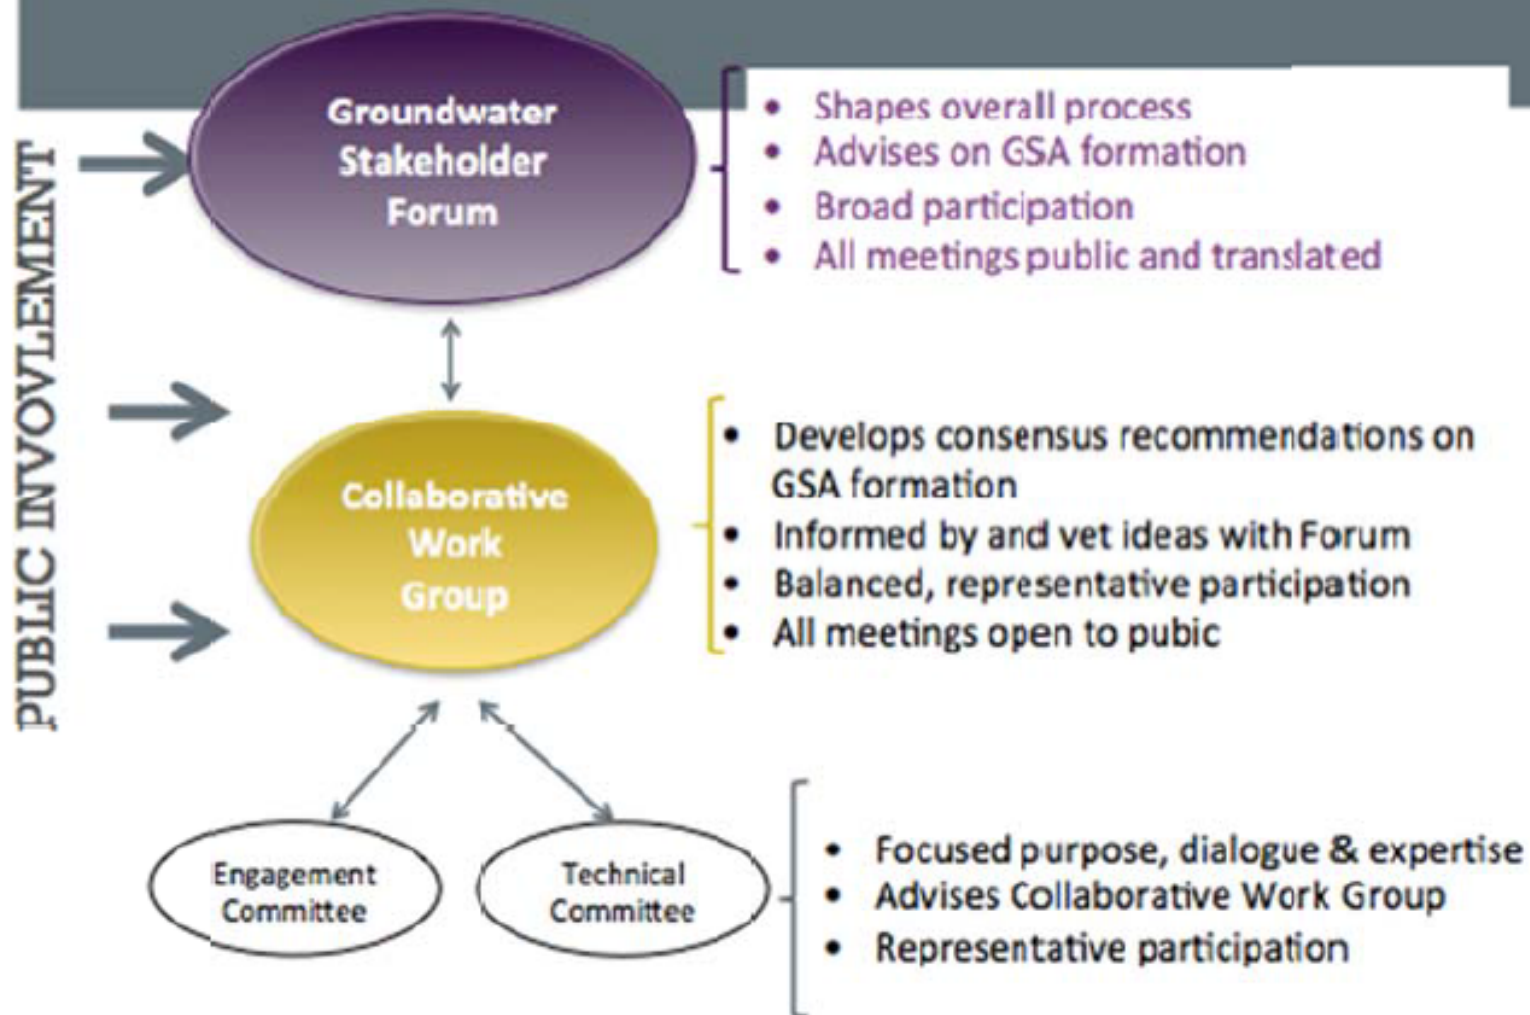 PUBLIC INVOVLEMENT
Groundwater
Stakeholder
Forum
• Shapes overall process
• Advises on GSA formation
• Broad participation
• All meetings public and translated
Collaborative
Work
Group
• Develops consensus recommendations on
GSA formation
• Informed by and vet ideas with Forum
• Balanced, representative participation
• All meetings open to pubic
Engagement
Committee
Technical
Committee
• Focused purpose, dialogue & expertise
• Advises Collaborative Work Group
• Representative participation